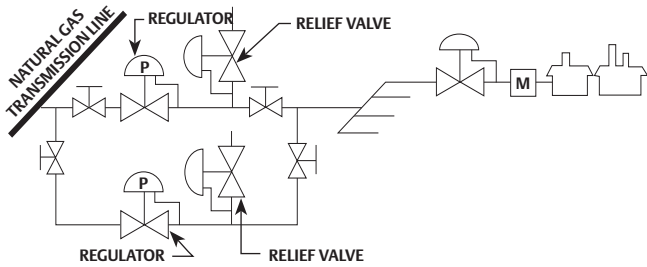 NATURAL GAS
TRANSMISSION LINE
REGULATOR
RELIEF VALVE
P
M
P
REGULATOR
RELIEF VALVE